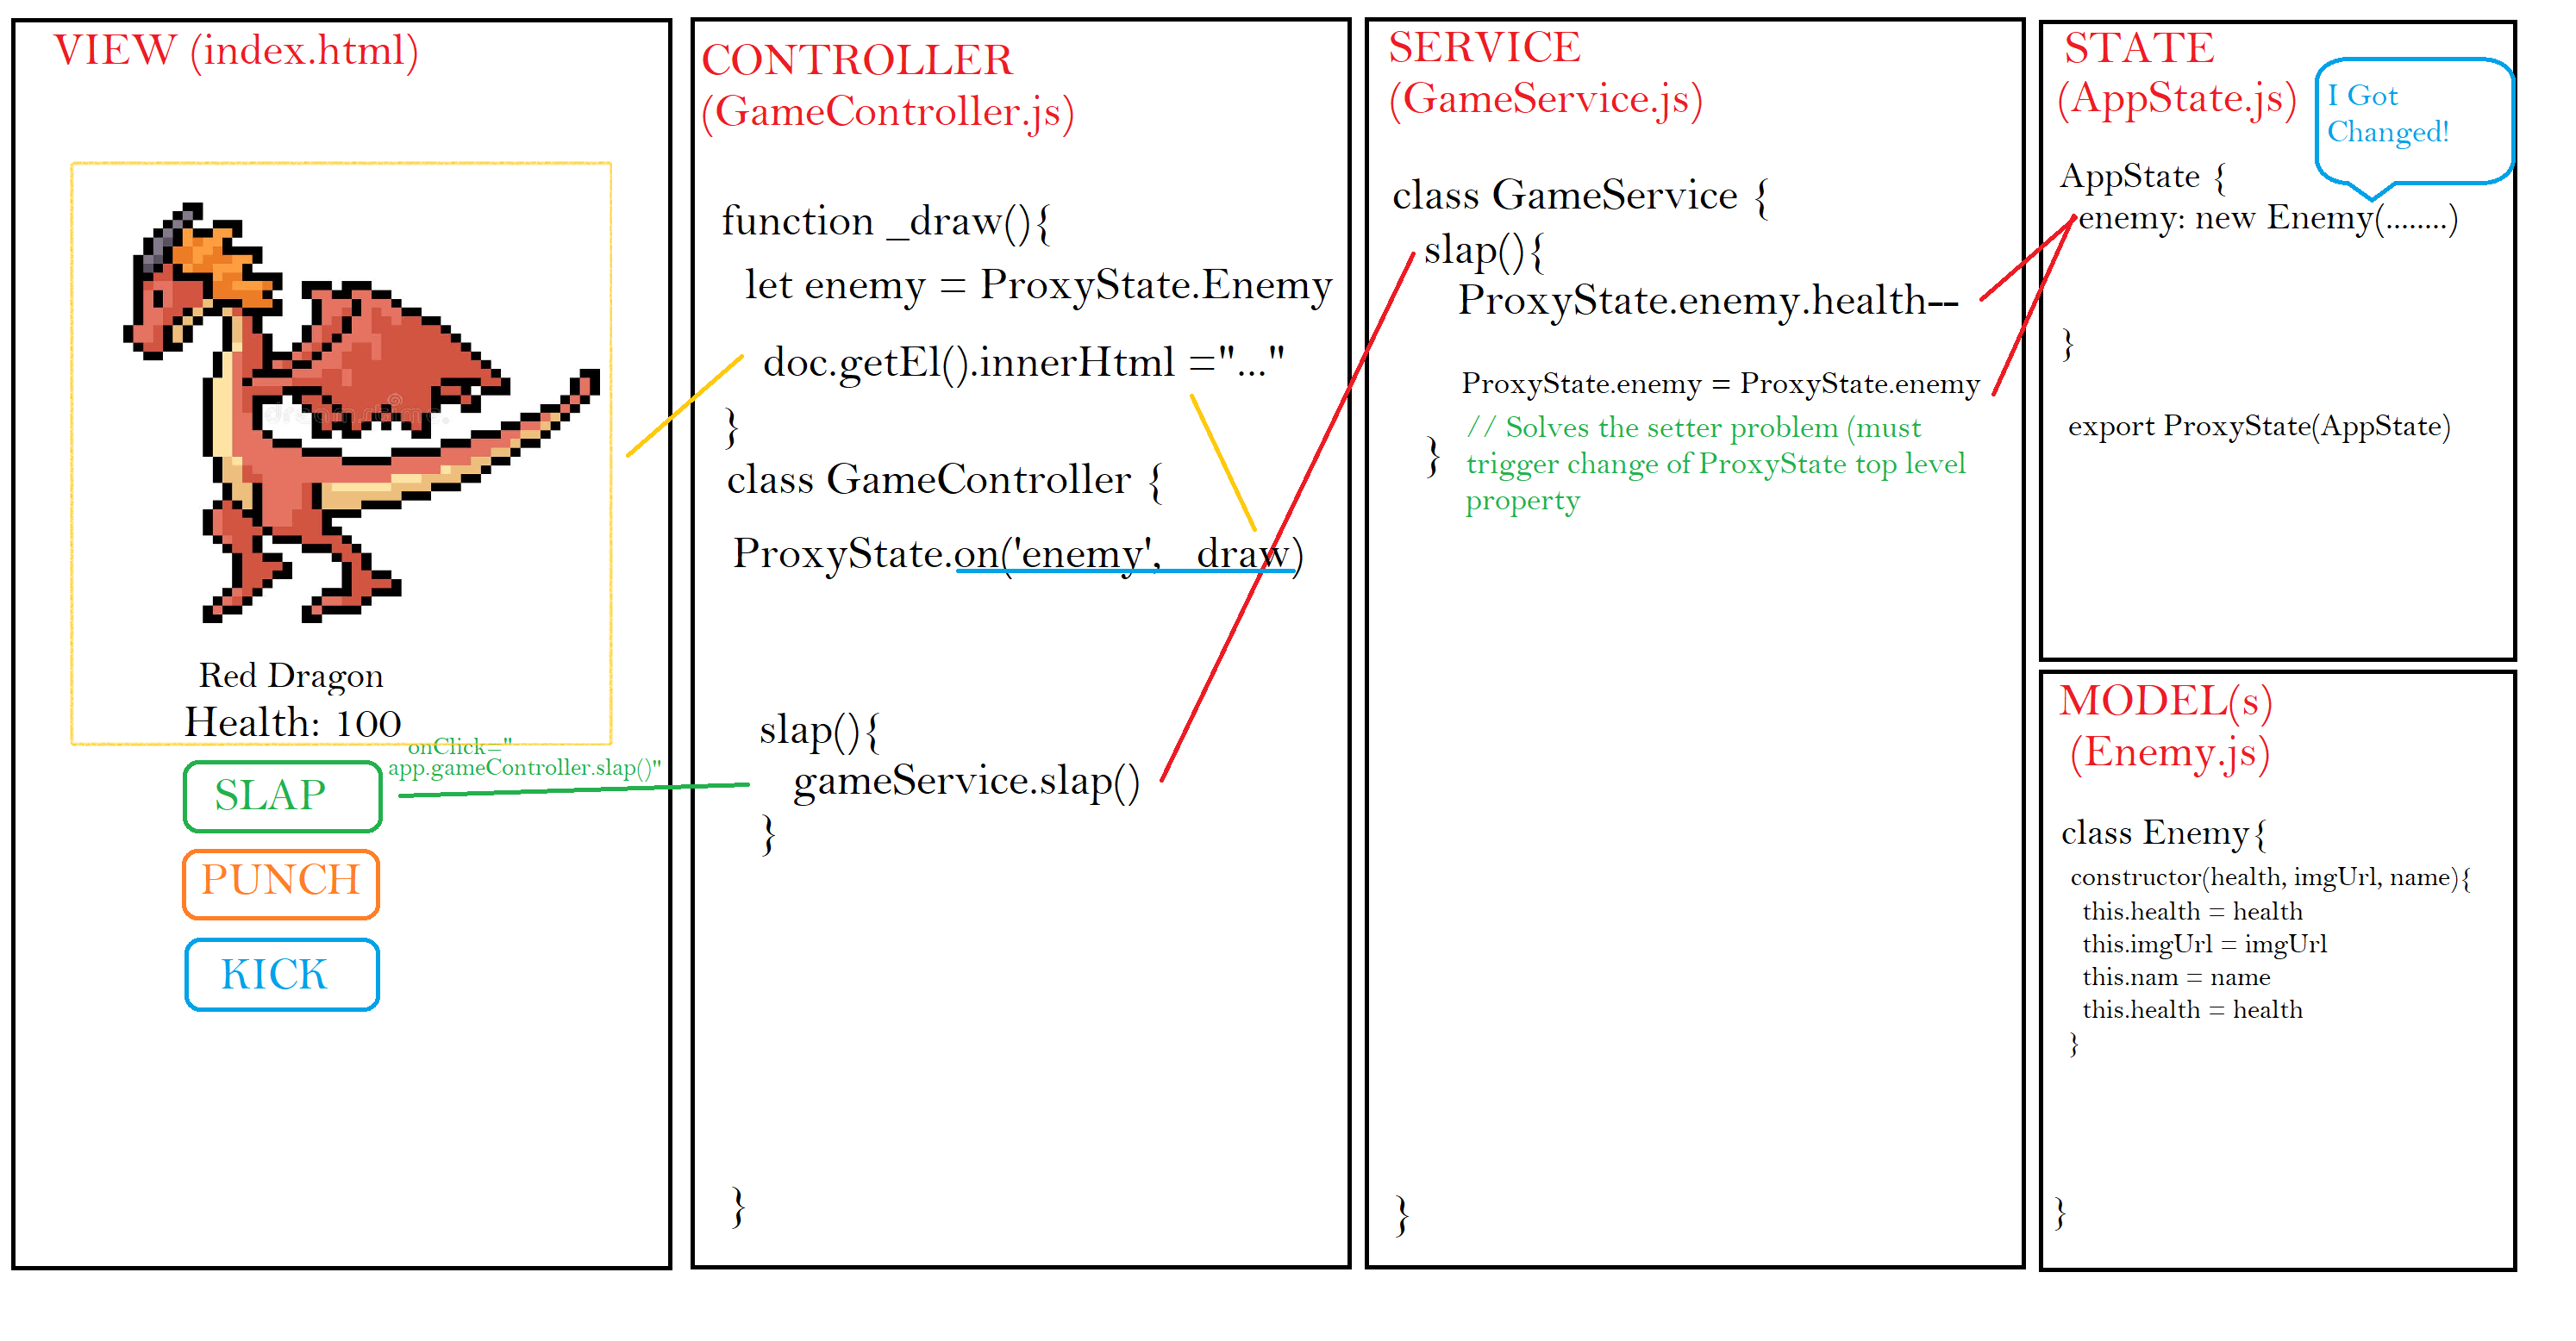 VIEW (index.html)
Red Dragon
Health: 100
onClick="
app.gameController.slap()"
SLAP
PUNCH
KICK
CONTROLLER
(GameController.js)
function _draw(){
let enemy = ProxyState.Enemy
doc.getEl().innerHtml ="..."
}
class GameController {
ProxyState.on('enemy', _draw)
slap(){
gameService.slap()
}
}
SERVICE
(GameService.js)
class GameService {
slap(){
ProxyState.enemy.health--
ProxyState.enemy = ProxyState.enemy
// Solves the setter problem (must
trigger change of ProxyState top level
property
}
}
STATE
(AppState.js)
I Got
Changed!
AppState {
enemy: new Enemy(........)
}
export ProxyState(AppState)
MODEL(s)
(Enemy.js)
class Enemy{
constructor(health, imgUrl, name){
this.health = health
this.imgUrl = imgUrl
this.nam = name
this.health = health
}
}